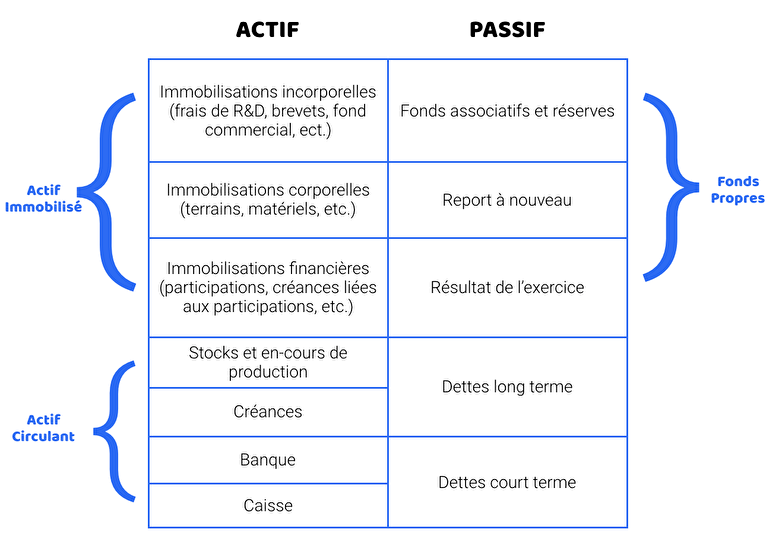 ACTIF
PASSIF
Immobilisations incorporelles
(frais de R&D, brevets, fond
commercial, ect.)
Fonds associatifs et réserves
Actif
Immobilisé
Immobilisations corporelles
(terrains, matériels, etc.)
Report à nouveau
Fonds
Propres
Immobilisations financières
(participations, créances liées
aux participations, etc.)
Résultat de l’exercice
Stocks et en-cours de
production
Dettes long terme
Actif
Circulant
Créances
Banque
Dettes court terme
Caisse